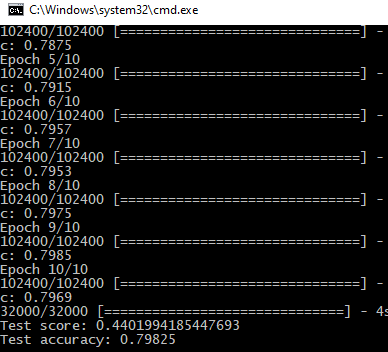 C:\Windows\system32\cmd.exe
102400/102400 [==============================] -
c: 0.7875
Epoch 5/10
102400/102400 [==============================] -
c: 0.7915
Epoch 6/10
102400/102400 [==============================] -
c: 0.7957
Epoch 7/10
102400/102400 [==============================] -
c: 0.7953
Epoch 8/10
102400/102400 [==============================] -
c: 0.7975
Epoch 9/10
102400/102400 [==============================] -
c: 0.7985
Epoch 10/10
102400/102400 [==============================] -
c: 0.7969
32000/32000 [==============================] - 4s
Test score: 0.4401994185447693
Test accuracy: 0.79825